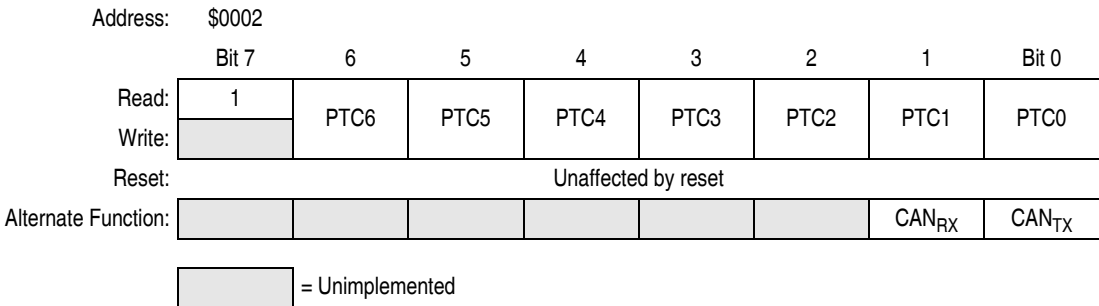 Address: $0002
Bit 7 6 5 4 3 2 1 Bit 0
Read: 1 PTC6 PTC5 PTC4 PTC3 PTC2 PTC1 PTC0
Write:
Reset: Unaffected by reset
Alternate Function: CANRX CANTX
= Unimplemented